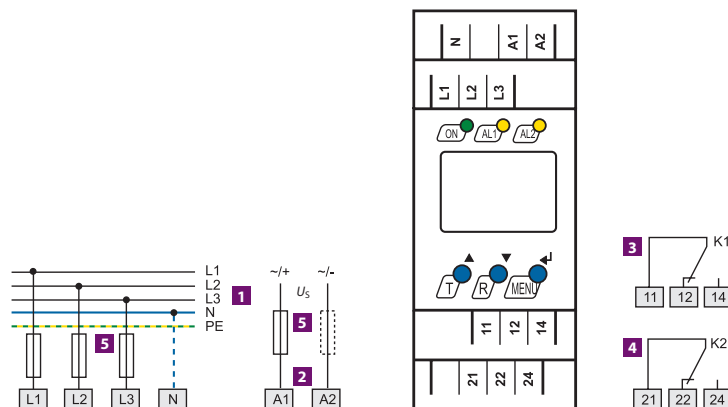 N A1 A2
L1 L2 L3
ON AL1 AL2
▲ ▼ ↵
T R MENU
11 12 14
21 22 24
L1
L2
L3
N
PE
1
5
L1 L2 L3 N
~/+ ~/-
Us
5
2
A1 A2
3
K1
11 12 14
4
K2
21 22 24